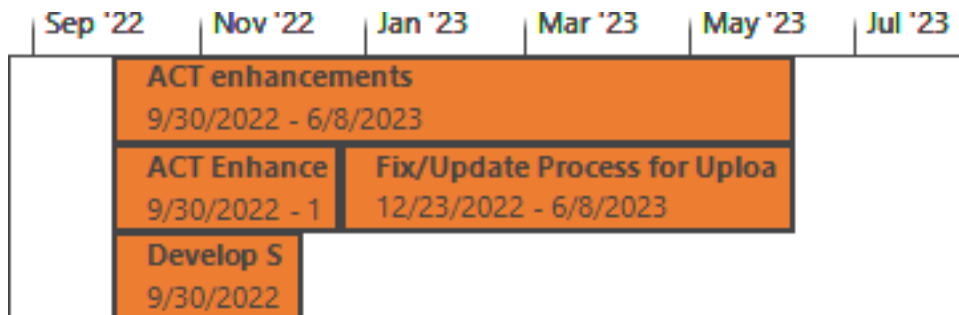 Sep '22 Nov '22 Jan '23 Mar '23 May '23 Jul '23
ACT enhancements
9/30/2022 - 6/8/2023
ACT Enhance
9/30/2022 - 1
Fix/Update Process for Uploa
12/23/2022 - 6/8/2023
Develop S
9/30/2022